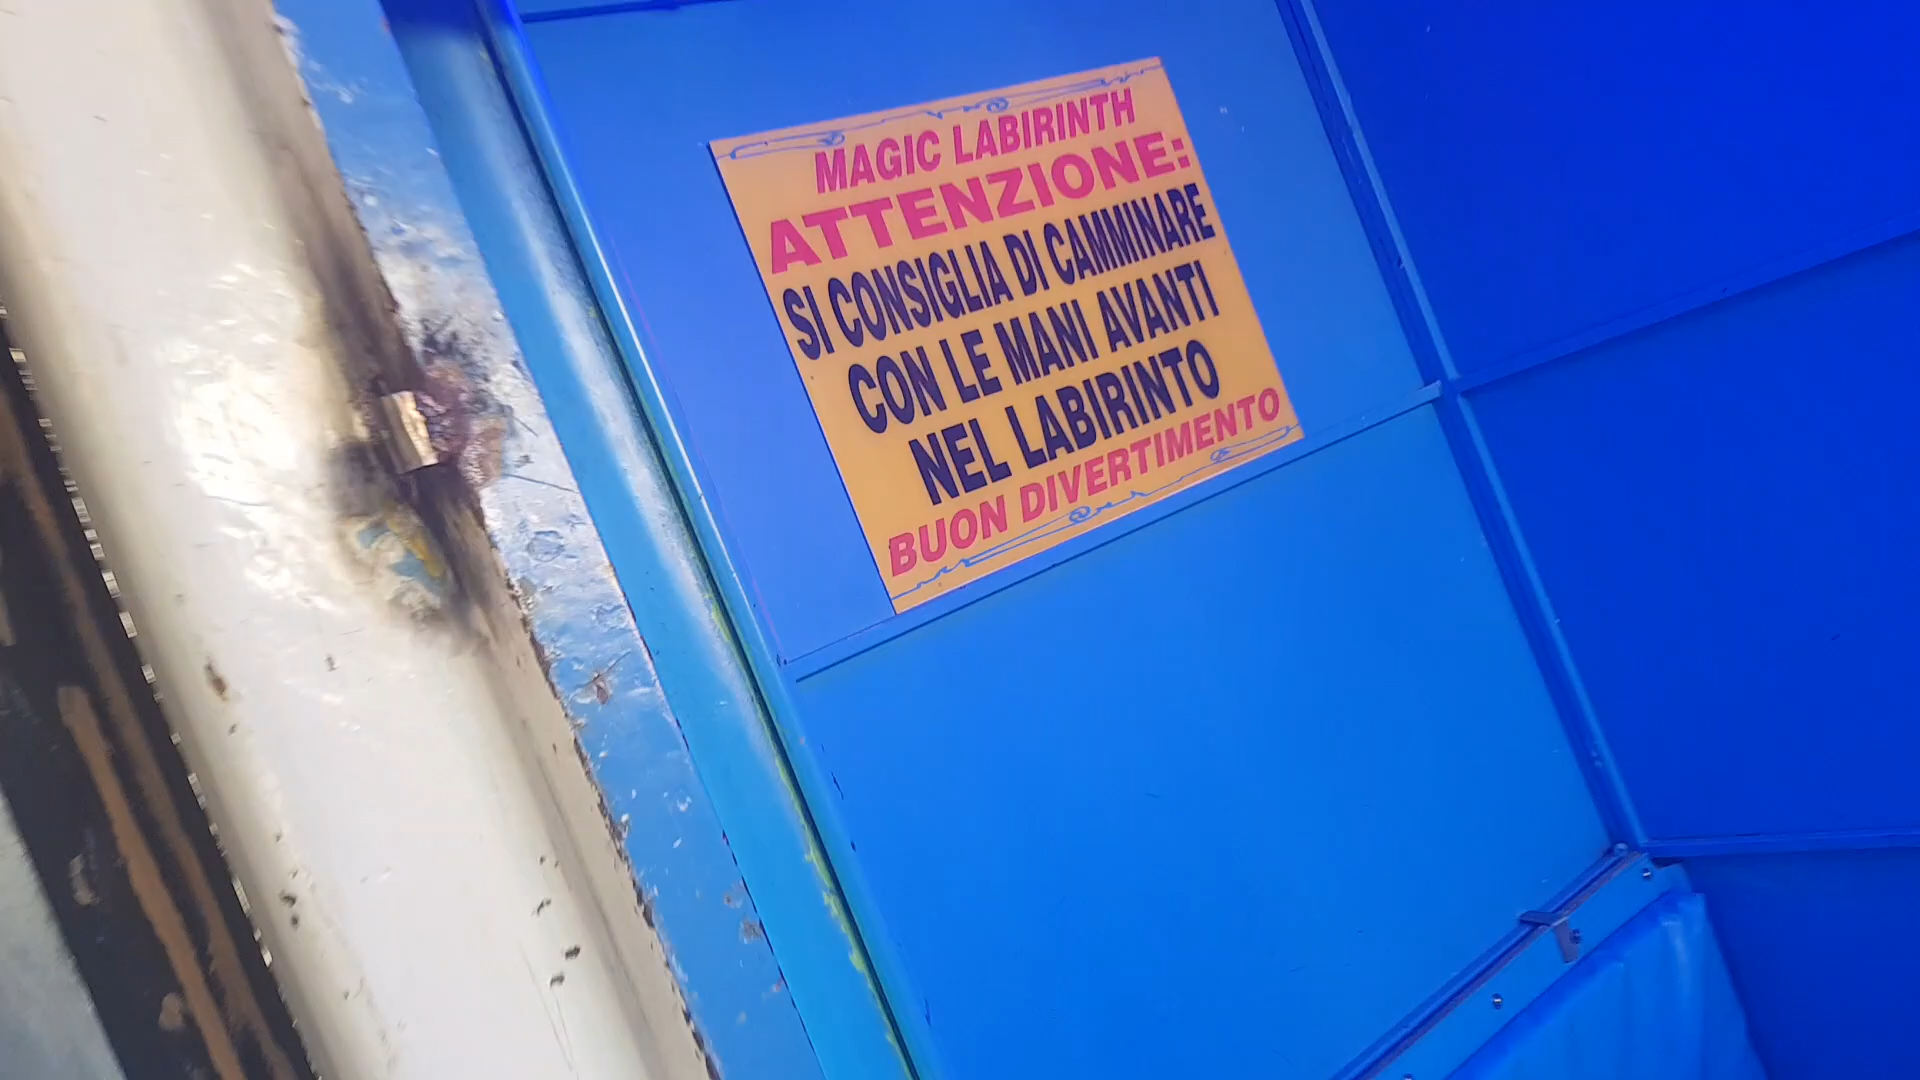 MAGIC LABIRINTH
ATTENZIONE:
SI CONSIGLIA DI CAMMINARE
CON LE MANI AVANTI
NEL LABIRINTO
BUON DIVERTIMENTO